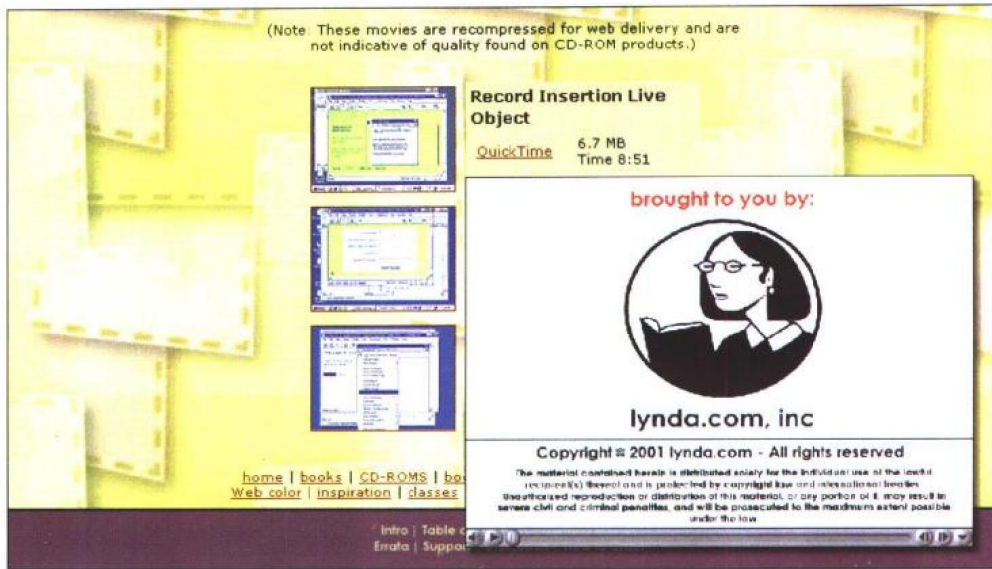 (Note: These movies are recompressed for web delivery and are
not indicative of quality found on CD-ROM products.)
Record Insertion Live
Object
QuickTime
6.7 MB
Time 8:51
brought to you by:
lynda.com, inc
Copyright © 2001 lynda.com - All rights reserved
The material contained herein is distributed solely for the individual use of the lawful
recipient(s) thereof and is protected by copyright law and international treaties
Unauthorized reproduction or distribution of this material, or any portion of it, may result in
severe civil and criminal penalties, and will be prosecuted to the maximum extent possible
under the law
home | books | CD-ROMS |
Web color | inspiration | classes
Intro | Table
Errata | Support